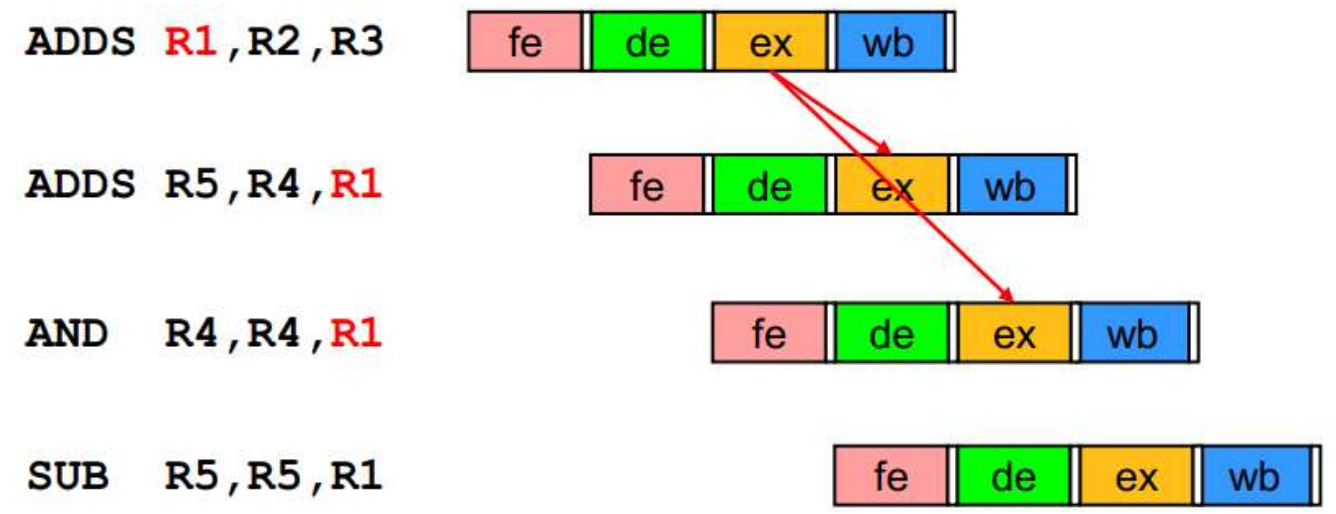 ADDS R1,R2,R3 fe de ex wb
ADDS R5,R4,R1 fe de ex wb
AND R4,R4,R1 fe de ex wb
SUB R5,R5,R1 fe de ex wb